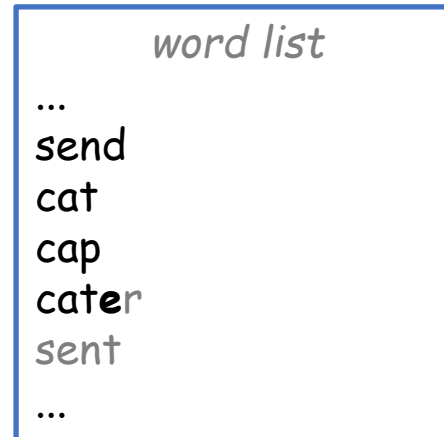 word list
...
send
cat
cap
cater
sent
...